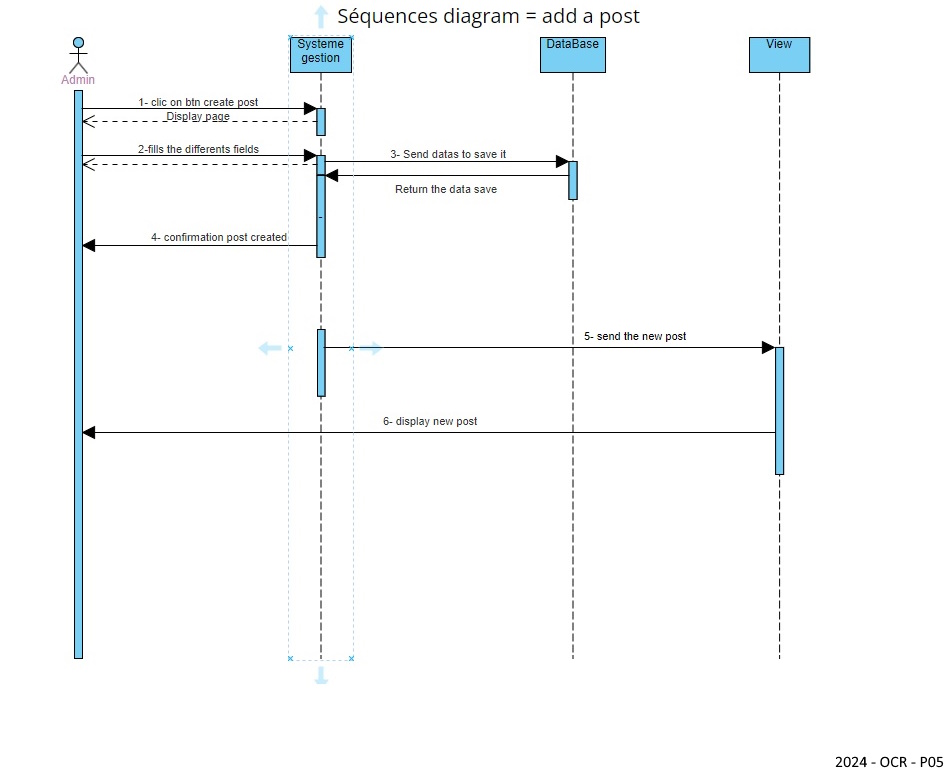 Séquences diagram = add a post
Systeme
gestion
DataBase
View
Admin
1- clic on btn create post
Display page
2-fills the differents fields
3- Send datas to save it
Return the data save
4- confirmation post created
5- send the new post
6- display new post
2024 - OCR - P05